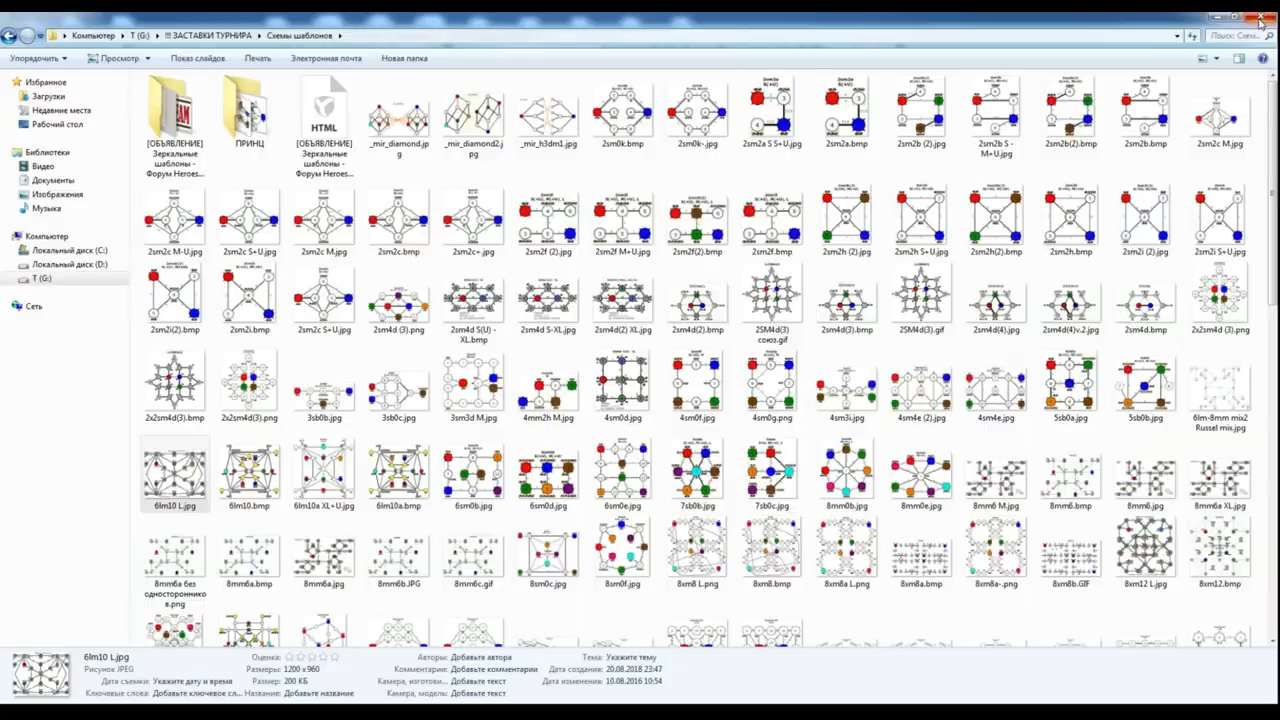 Компьютер
T (G:)
!!! ЗАСТАВКИ ТУРНИРА
Схемы шаблонов
Поиск: Схем...
Упорядочить
Просмотр
Показ слайдов
Печать
Электронная почта
Новая папка
Избранное
Загрузки
Недавние места
Рабочий стол
Библиотеки
Видео
Документы
Изображения
Музыка
Компьютер
Локальный диск (C:)
Локальный диск (D:)
T (G:)
Сеть
HTML
[ОБЪЯВЛЕНИЕ]
Зеркальные
шаблоны -
Форум Heroes...
ПРИНЦ
[ОБЪЯВЛЕНИЕ]
Зеркальные
шаблоны -
Форум Heroes...
_mir_diamond.jp
g
_mir_diamond2.j
pg
_mir_h3dm1.jpg
2sm0k.bmp
2sm0k-.jpg
2sm2a S S+U.jpg
2sm2a.bmp
2sm2b (2).jpg
2sm2b S -
M+U.jpg
2sm2b(2).bmp
2sm2b.bmp
2sm2c M.jpg
2sm2c M-U.jpg
2sm2c S+U.jpg
2sm2c M.jpg
2sm2c.bmp
2sm2c+.jpg
2sm2f (2).jpg
2sm2f M+U.jpg
2sm2f(2).bmp
2sm2f.bmp
2sm2h (2).jpg
2sm2h S+U.jpg
2sm2h(2).bmp
2sm2h.bmp
2sm2i (2).jpg
2sm2i S+U.jpg
2sm2i(2).bmp
2sm2i.bmp
2sm2c S+U.jpg
2sm4d (3).png
2sm4d S(U) -
XL.bmp
2sm4d S-XL.jpg
2sm4d(2) XL.jpg
2sm4d(2).bmp
2SM4d(3)
союз.gif
2sm4d(3).bmp
2SM4d(3).gif
2sm4d(4).jpg
2sm4d(4)v.2.jpg
2sm4d.bmp
2x2sm4d (3).png
2x2sm4d(3).bmp
2x2sm4d(3).png
3sb0b.jpg
3sb0c.jpg
3sm3d M.jpg
4mm2h M.jpg
4sm0d.jpg
4sm0f.jpg
4sm0g.png
4sm3i.jpg
4sm4e (2).jpg
4sm4e.jpg
5sb0a.jpg
5sb0b.jpg
6lm-8mm mix2
Russel mix.jpg
6lm10 L.jpg
6lm10.bmp
6lm10a XL+U.jpg
6lm10a.bmp
6sm0b.jpg
6sm0d.jpg
6sm0e.jpg
7sb0b.jpg
7sb0c.jpg
8mm0b.jpg
8mm0e.jpg
8mm6 M.jpg
8mm6.bmp
8mm6.jpg
8mm6a XL.jpg
8mm6a без
односторонников
в.png
8mm6a.bmp
8mm6a.jpg
8mm6b.JPG
8mm6c.gif
8sm0c.jpg
8sm0f.jpg
8xm8 L.png
8xm8.bmp
8xm8a L.png
8xm8a.bmp
8xm8a-.png
8xm8b.GIF
8xm12 L.jpg
8xm12.bmp
6lm10 L.jpg
Рисунок JPEG
Дата съемки: Укажите дату и время
Ключевые слова: Добавьте ключевое сл...
Оценка:
Размеры: 1200 x 960
Размер: 200 КБ
Название: Добавьте название
Авторы: Добавьте автора
Комментарии: Добавьте комментарии
Камера, изготови...: Добавьте текст
Камера, модель: Добавьте текст
Тема: Укажите тему
Дата создания: 20.08.2018 23:47
Дата изменения: 10.08.2016 10:54